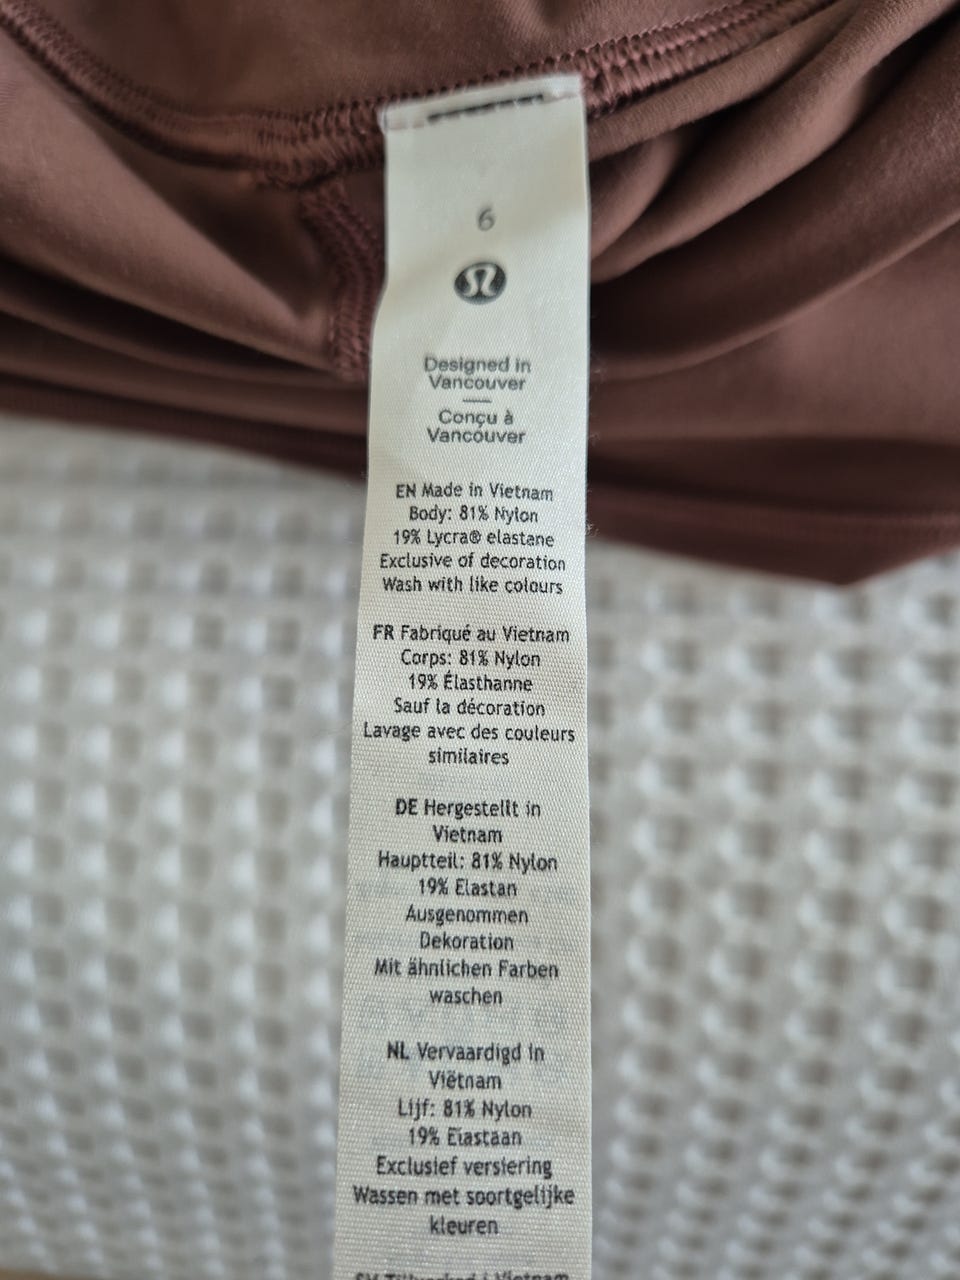 6
Designed in
Vancouver
Conçu à
Vancouver
EN Made in Vietnam
Body: 81% Nylon
19% Lycra® elastane
Exclusive of decoration
Wash with like colours
FR Fabriqué au Vietnam
Corps: 81% Nylon
19% Élasthanne
Sauf la décoration
Lavage avec des couleurs
similaires
DE Hergestellt in
Vietnam
Hauptteil: 81% Nylon
19% Elastan
Ausgenommen
Dekoration
Mit ähnlichen Farben
waschen
NL Vervaardigd in
Viëtnam
Lijf: 81% Nylon
19% Elastaan
Exclusief versiering
Wassen met soortgelijke
kleuren
SV Tillverkad i Vietnam